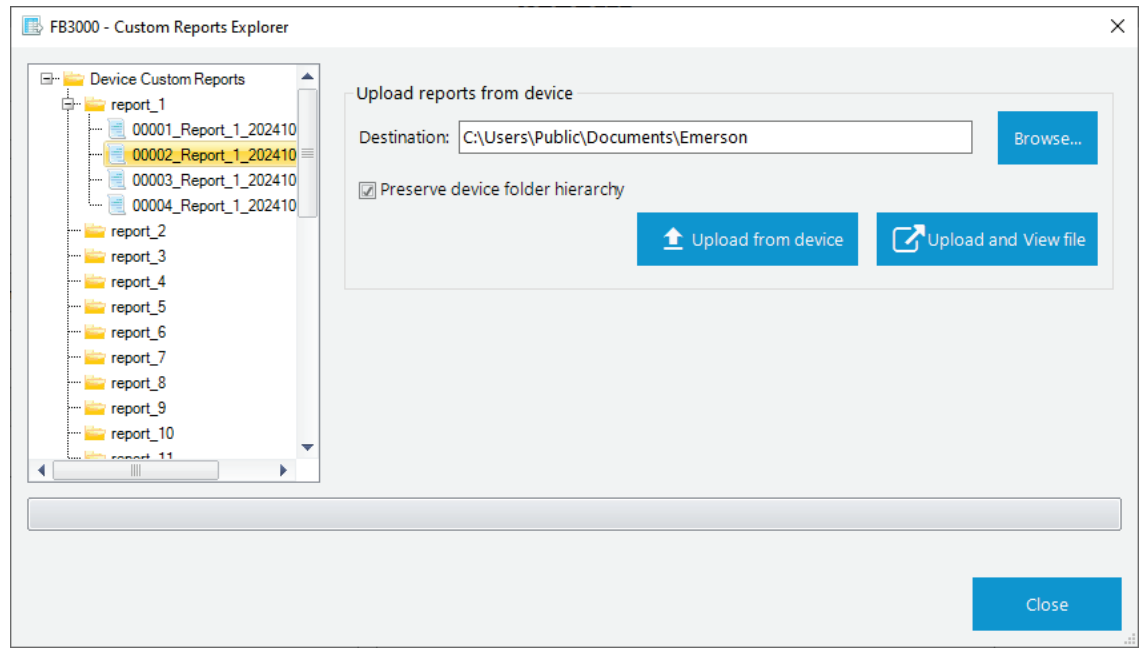 FB3000 - Custom Reports Explorer
Device Custom Reports
report_1
00001_Report_1_202410
00002_Report_1_202410
00003_Report_1_202410
00004_Report_1_202410
report_2
report_3
report_4
report_5
report_6
report_7
report_8
report_9
report_10
report_11
Upload reports from device
Destination: C:\Users\Public\Documents\Emerson
Browse...
Preserve device folder hierarchy
Upload from device
Upload and View file
Close